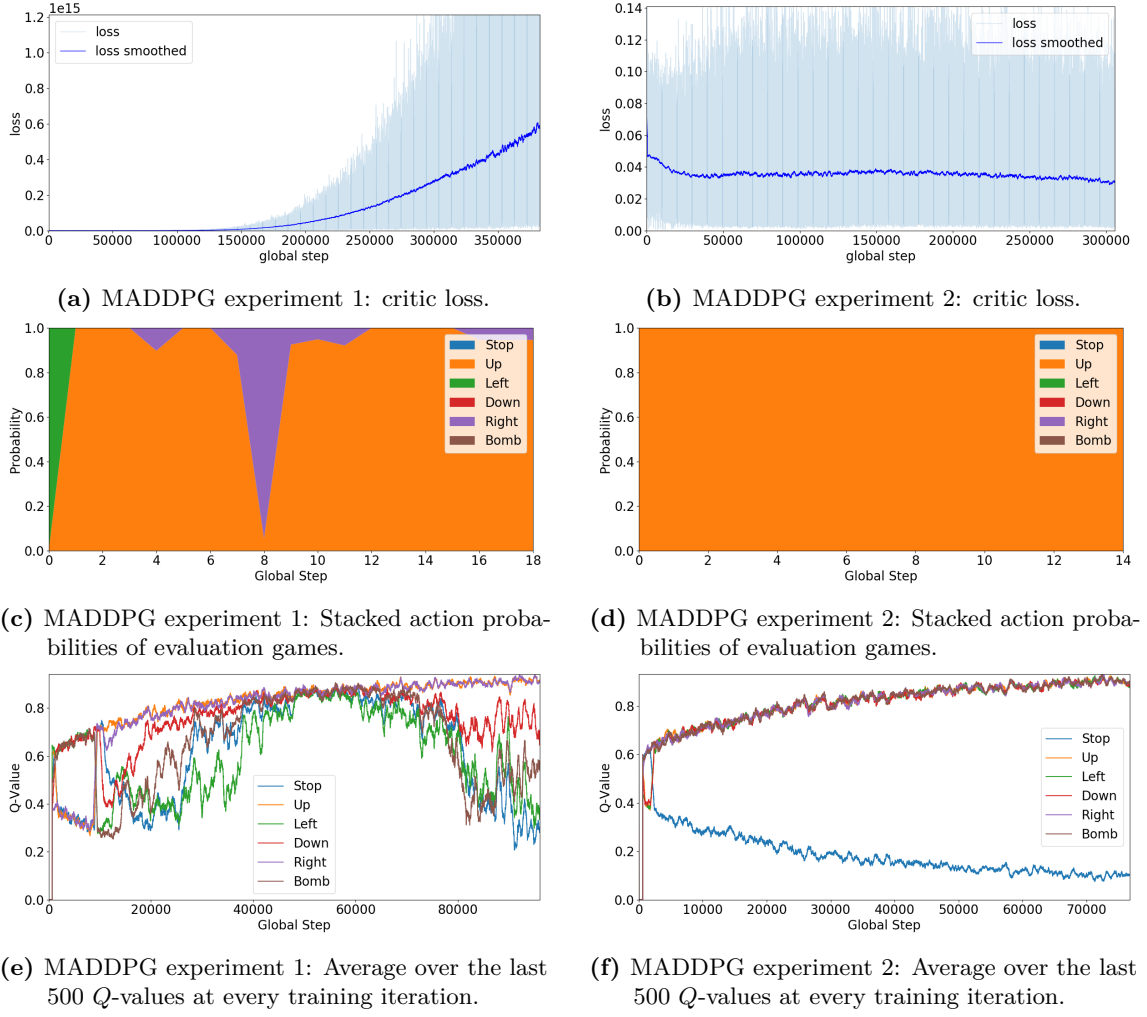 1e15
1.2
1.0
0.8
0.6
0.4
0.2
0.0
loss
loss
loss smoothed
0 50000 100000 150000 200000 250000 300000 350000
global step
(a) MADDPG experiment 1: critic loss.
0.14
0.12
0.10
0.08
0.06
0.04
0.02
0.00
loss
loss
loss smoothed
0 50000 100000 150000 200000 250000 300000
global step
(b) MADDPG experiment 2: critic loss.
1.0
0.8
0.6
0.4
0.2
0.0
Probability
Stop
Up
Left
Down
Right
Bomb
0 2 4 6 8 10 12 14 16 18
Global Step
(c) MADDPG experiment 1: Stacked action proba-
bilities of evaluation games.
1.0
0.8
0.6
0.4
0.2
0.0
Probability
Stop
Up
Left
Down
Right
Bomb
0 2 4 6 8 10 12 14
Global Step
(d) MADDPG experiment 2: Stacked action proba-
bilities of evaluation games.
0.8
0.6
0.4
0.2
0.0
Q-Value
Stop
Up
Left
Down
Right
Bomb
0 20000 40000 60000 80000
Global Step
(e) MADDPG experiment 1: Average over the last
500 Q-values at every training iteration.
0.8
0.6
0.4
0.2
0.0
Q-Value
Stop
Up
Left
Down
Right
Bomb
0 10000 20000 30000 40000 50000 60000 70000
Global Step
(f) MADDPG experiment 2: Average over the last
500 Q-values at every training iteration.